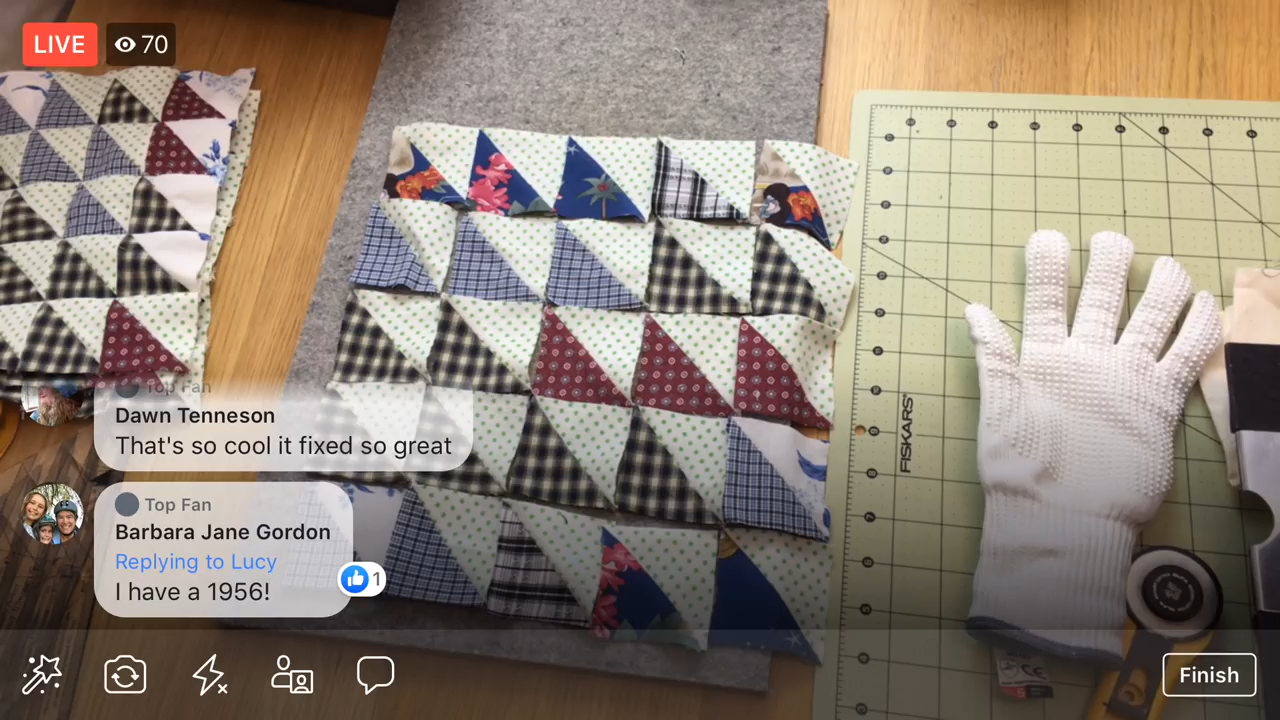 LIVE
70
Top Fan
Dawn Tenneson
That's so cool it fixed so great
Top Fan
Barbara Jane Gordon
Replying to Lucy
I have a 1956!
1
FISKARS
Finish